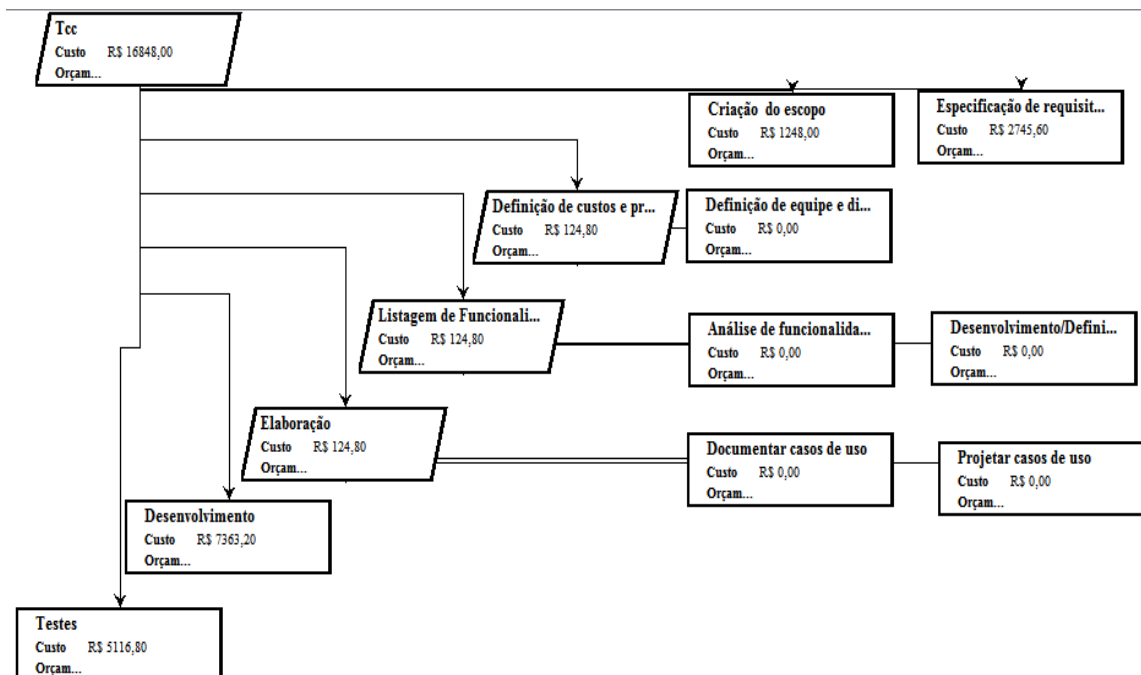 Tcc
Custo R$ 16848,00
Orçam...
Criação do escopo
Custo R$ 1248,00
Orçam...
Especificação de requisit...
Custo R$ 2745,60
Orçam...
Definição de custos e pr...
Custo R$ 124,80
Orçam...
Definição de equipe e di...
Custo R$ 0,00
Orçam...
Listagem de Funcionali...
Custo R$ 124,80
Orçam...
Análise de funcionalida...
Custo R$ 0,00
Orçam...
Desenvolvimento/Defini...
Custo R$ 0,00
Orçam...
Elaboração
Custo R$ 124,80
Orçam...
Documentar casos de uso
Custo R$ 0,00
Orçam...
Projetar casos de uso
Custo R$ 0,00
Orçam...
Desenvolvimento
Custo R$ 7363,20
Orçam...
Testes
Custo R$ 5116,80
Orçam...